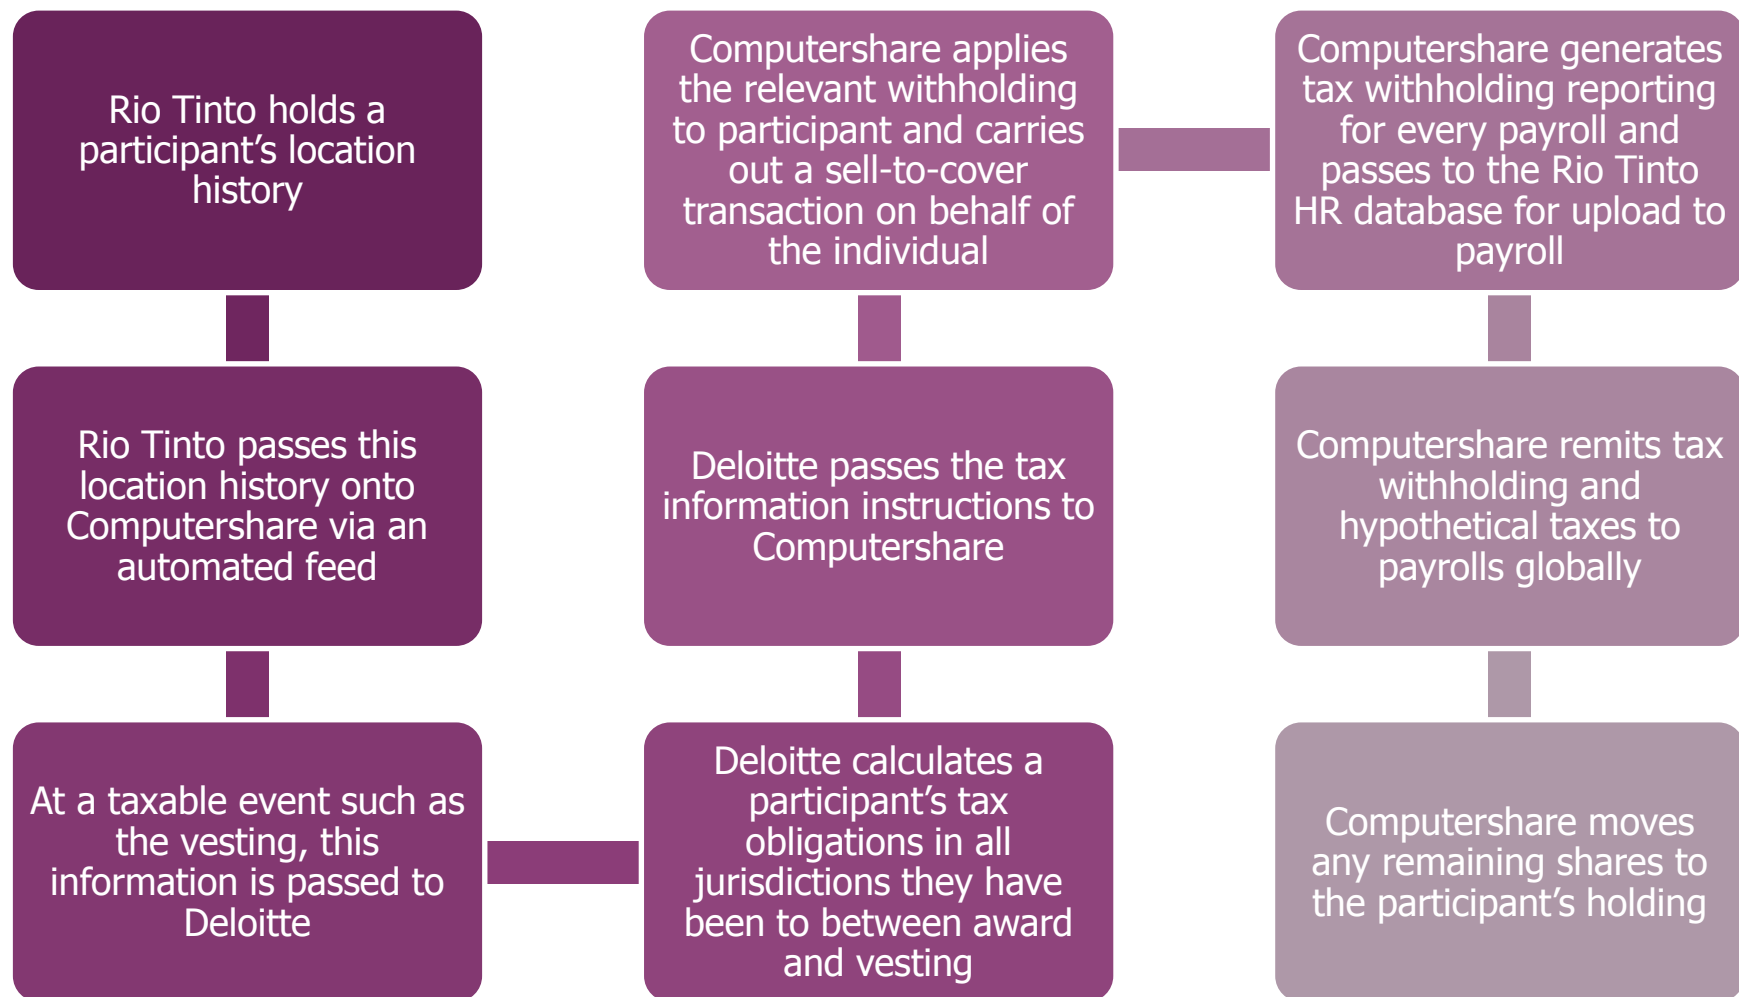 Rio Tinto holds a
participant’s location
history
Rio Tinto passes this
location history onto
Computershare via an
automated feed
At a taxable event such as
the vesting, this
information is passed to
Deloitte
Deloitte calculates a
participant’s tax
obligations in all
jurisdictions they have
been to between award
and vesting
Deloitte passes the tax
information instructions to
Computershare
Computershare applies
the relevant withholding
to participant and carries
out a sell-to-cover
transaction on behalf of
the individual
Computershare generates
tax withholding reporting
for every payroll and
passes to the Rio Tinto
HR database for upload to
payroll
Computershare remits tax
withholding and
hypothetical taxes to
payrolls globally
Computershare moves
any remaining shares to
the participant’s holding